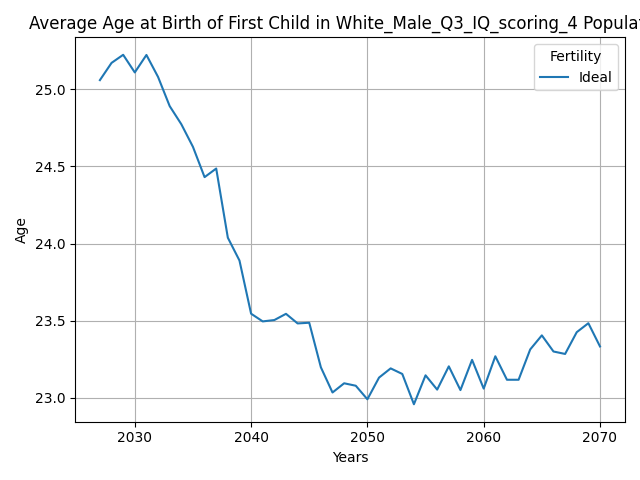 Average Age at Birth of First Child in White_Male_Q3_IQ_scoring_4 Populat
Fertility
Ideal
25.0
24.5
24.0
23.5
23.0
Age
2030 2040 2050 2060 2070
Years